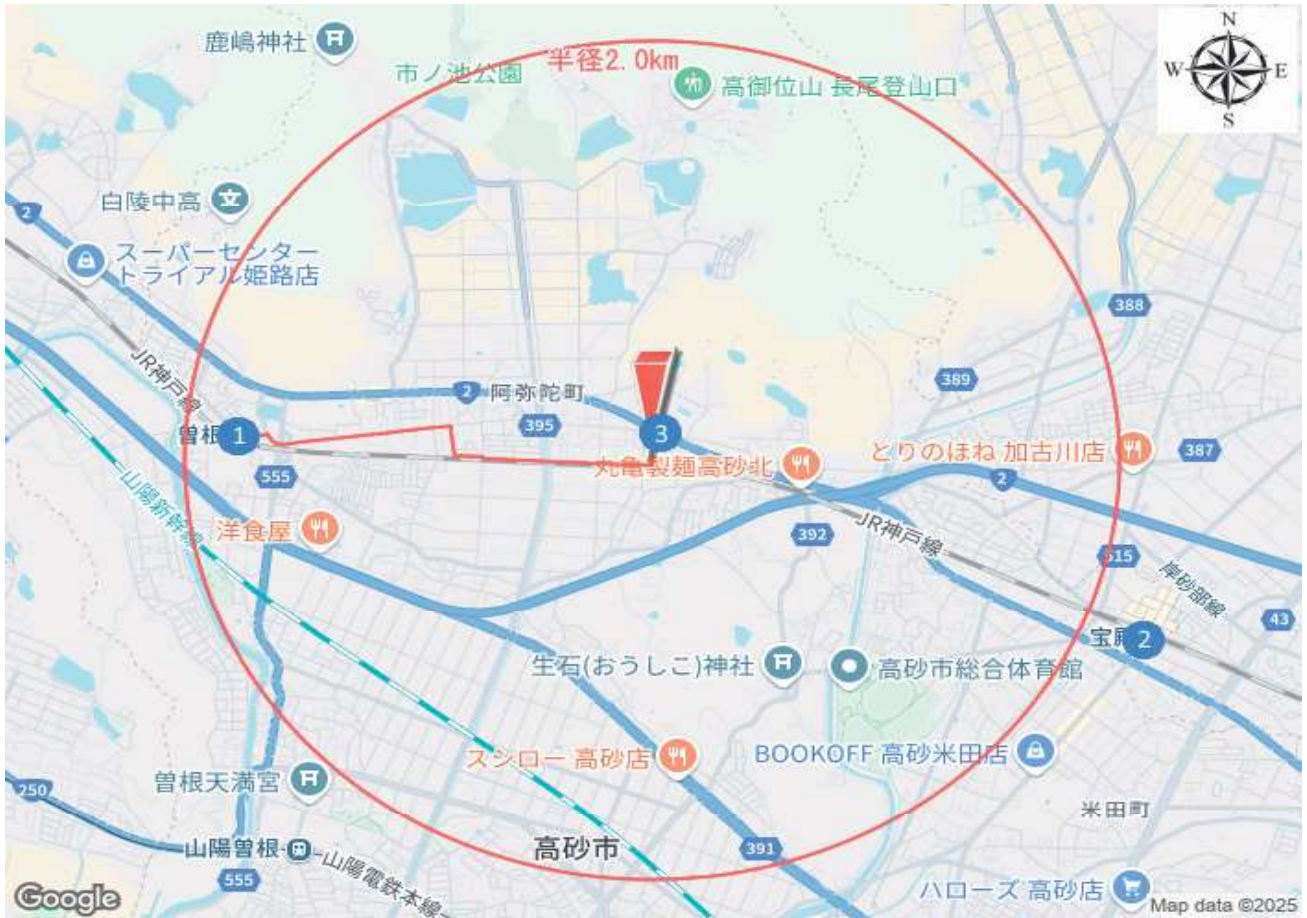 鹿嶋神社
半径2.0km
市ノ池公園
高御位山 長尾登山口
N
W
E
S
白陵中高
2
スーパーセンター
トライアル姫路店
JR神戸線
388
389
2
阿弥陀町
395
曽根
1
3
丸亀製麺高砂北
とりのほね 加古川店
387
555
2
山陽新幹線
洋食屋
392
JR神戸線
515
岸砂部線
43
宝殿
2
生石(おうしこ)神社
高砂市総合体育館
スシロー 高砂店
BOOKOFF 高砂米田店
曽根天満宮
250
米田町
高砂市
391
山陽曽根
555
山陽電鉄本線
ハローズ 高砂店
Google
Map data ©2025